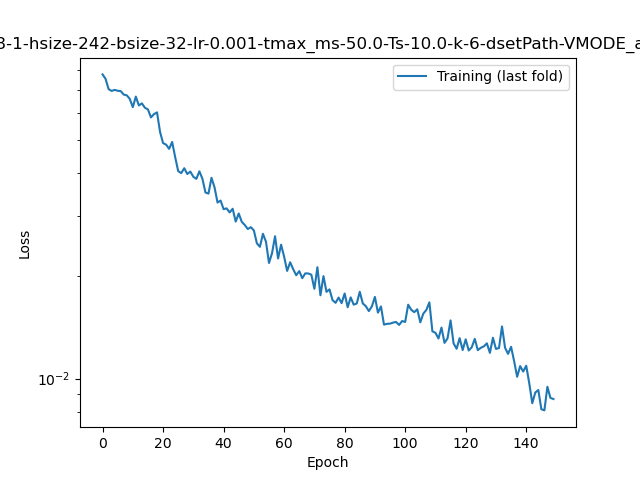 3-1-hsize-242-bsize-32-lr-0.001-tmax_ms-50.0-Ts-10.0-k-6-dsetPath-VMODE_a
Training (last fold)
Loss
10⁻²
0 20 40 60 80 100 120 140
Epoch